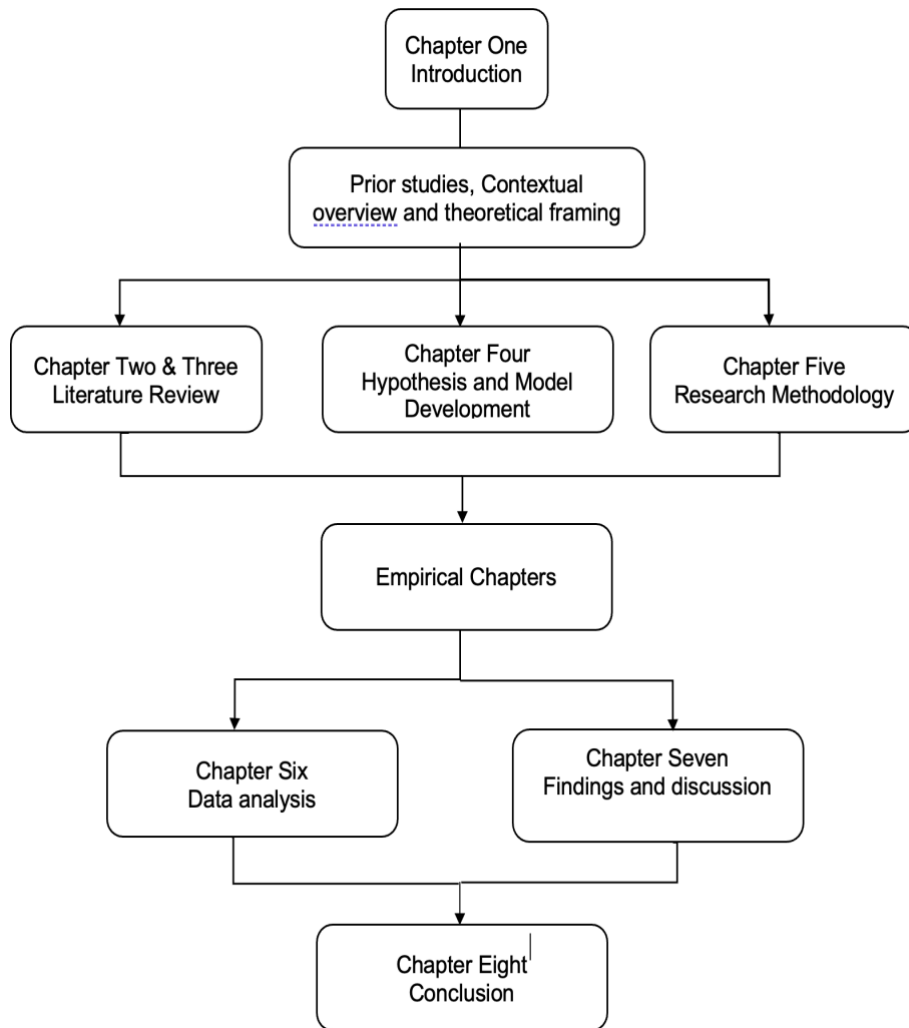 Chapter One
Introduction
Prior studies, Contextual
overview and theoretical framing
Chapter Two & Three
Literature Review
Chapter Four
Hypothesis and Model
Development
Chapter Five
Research Methodology
Empirical Chapters
Chapter Six
Data analysis
Chapter Seven
Findings and discussion
Chapter Eight
Conclusion